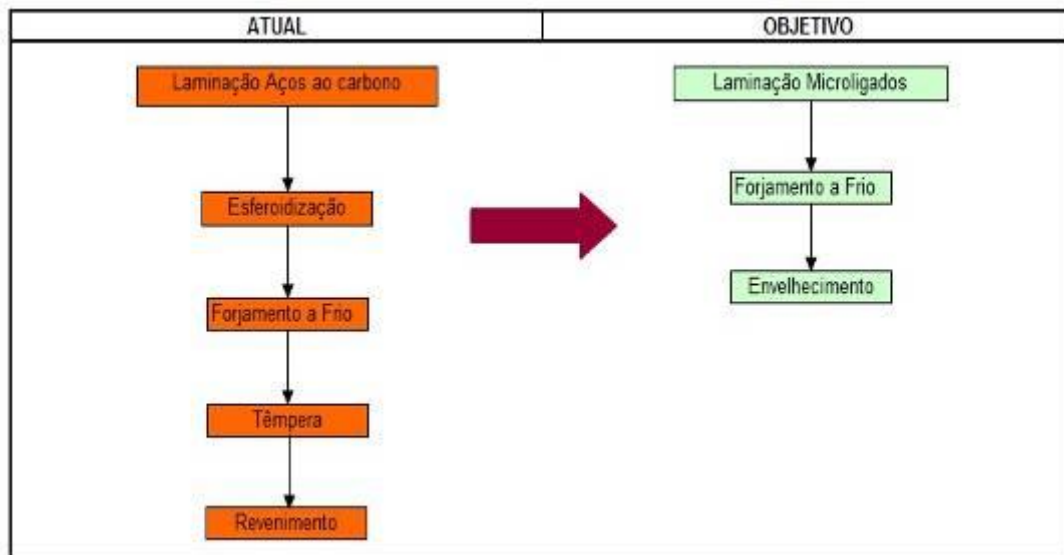 ATUAL
OBJETIVO
Laminação Aços ao carbono
Esferoidização
Forjamento a Frio
Têmpera
Revenimento
Laminação Microligados
Forjamento a Frio
Envelhecimento